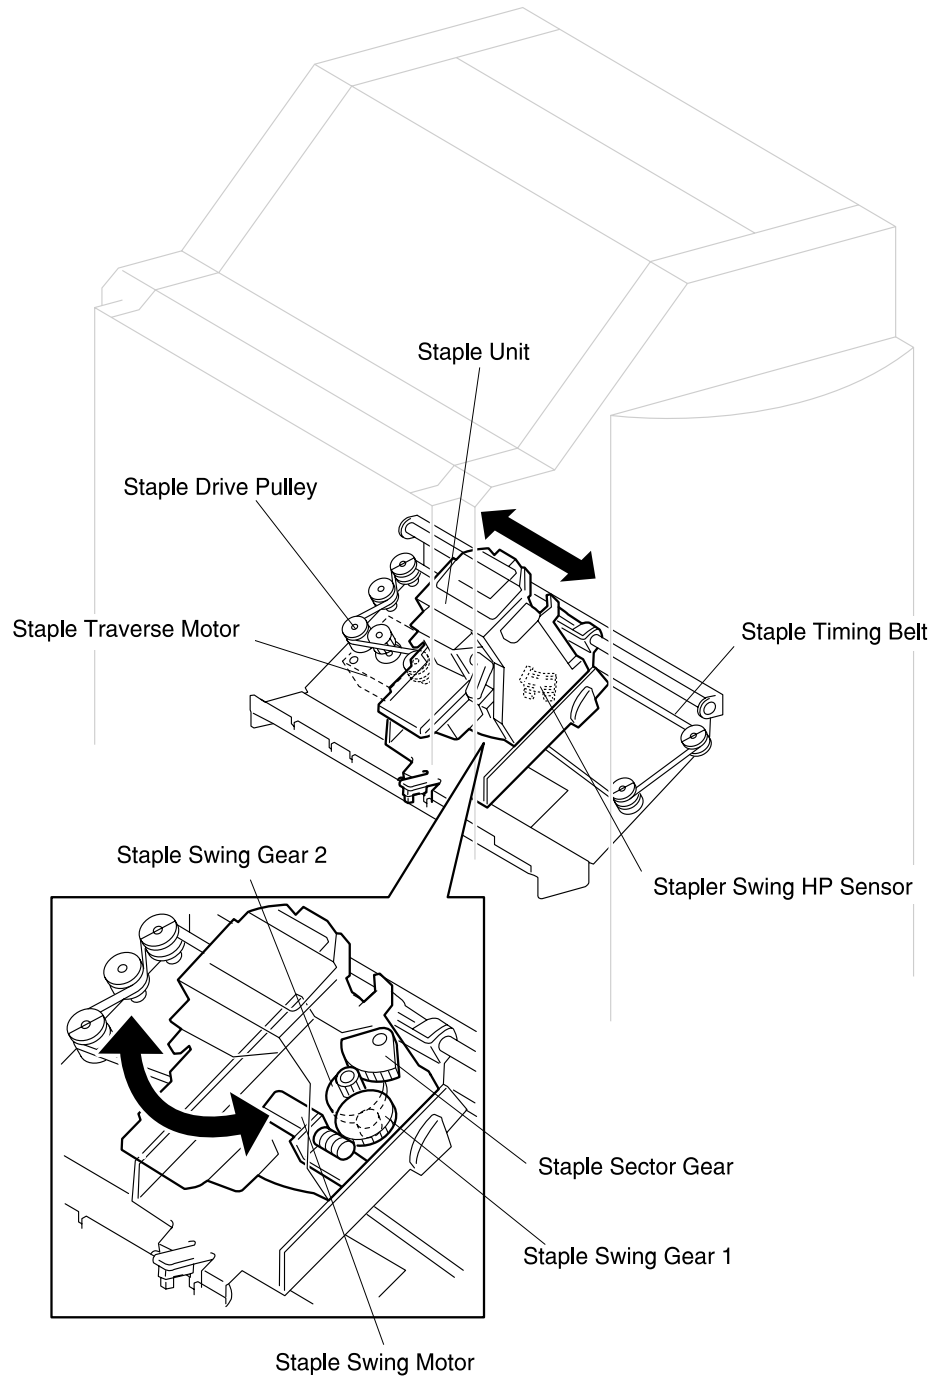 Staple Unit
Staple Drive Pulley
Staple Traverse Motor
Staple Timing Belt
Staple Swing Gear 2
Stapler Swing HP Sensor
Staple Sector Gear
Staple Swing Gear 1
Staple Swing Motor